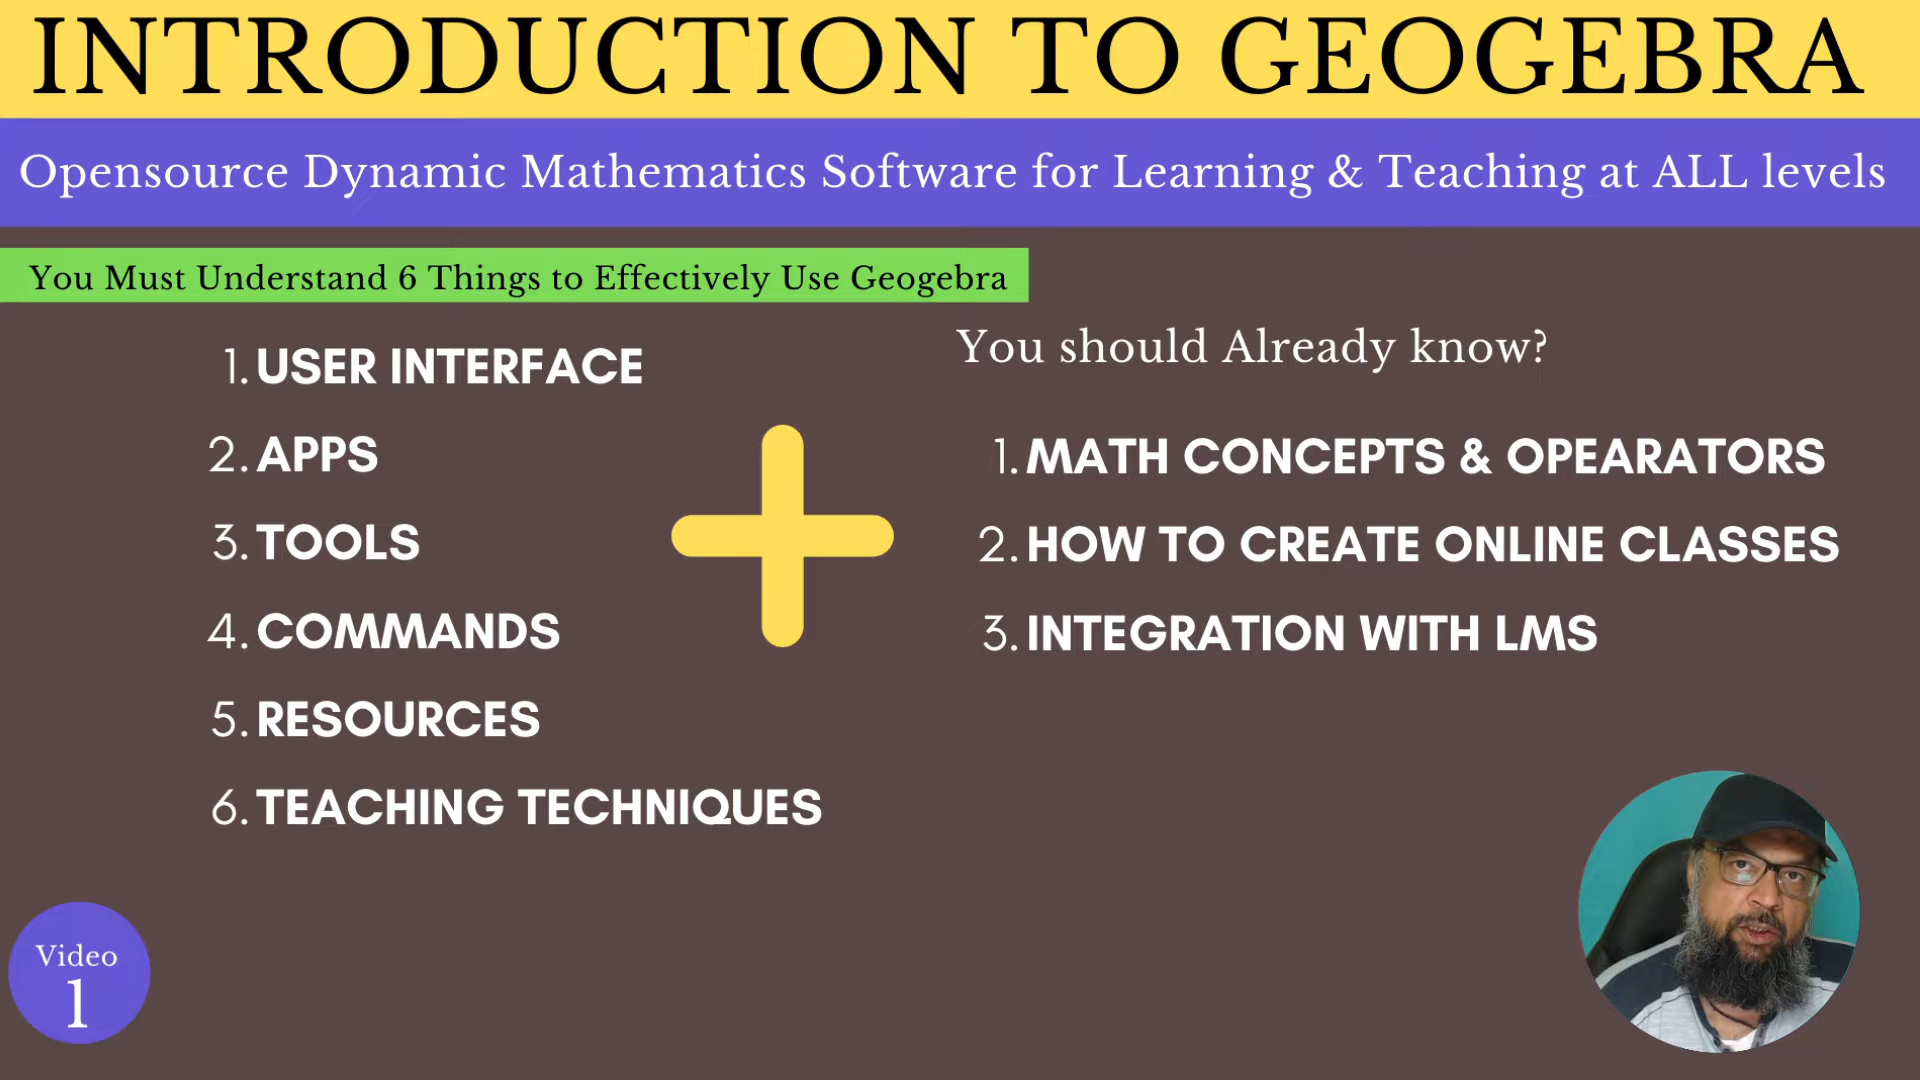 INTRODUCTION TO GEOGEBRA
Opensource Dynamic Mathematics Software for Learning & Teaching at ALL levels
You Must Understand 6 Things to Effectively Use Geogebra
1. USER INTERFACE
2. APPS
3. TOOLS
4. COMMANDS
5. RESOURCES
6. TEACHING TECHNIQUES
You should Already know?
1. MATH CONCEPTS & OPEARATORS
2. HOW TO CREATE ONLINE CLASSES
3. INTEGRATION WITH LMS
Video
1